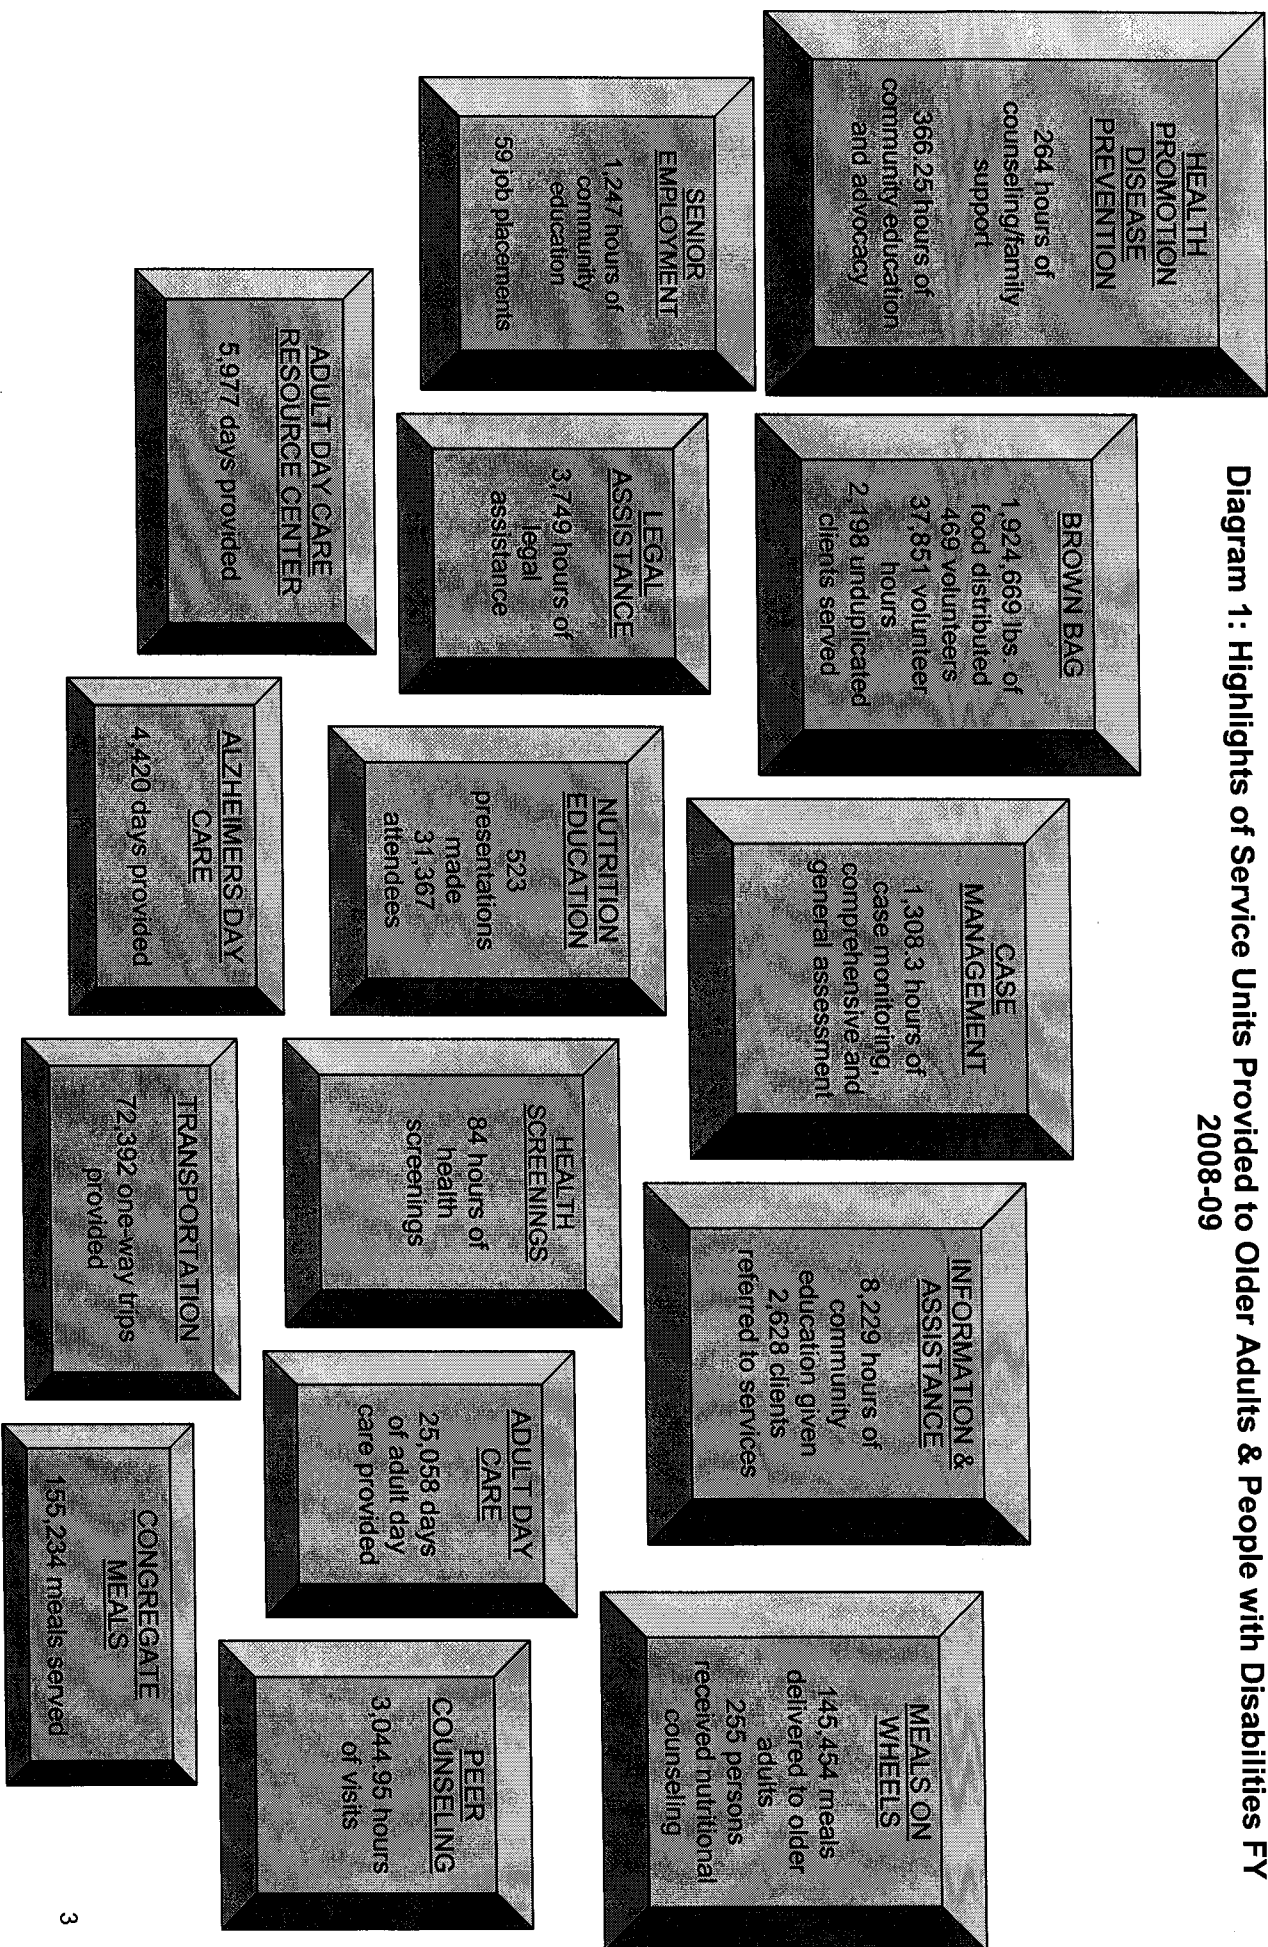 Diagram 1: Highlights of Service Units Provided to Older Adults & People with Disabilities FY
2008-09
HEALTH
PROMOTION
DISEASE
PREVENTION
264 hours of
counseling/family
support
366.25 hours of
community education
and advocacy
BROWN BAG
1,924,669 lbs. of
food distributed
469 volunteers
37,851 volunteer
hours
2,198 unduplicated
clients served
CASE
MANAGEMENT
1,308.3 hours of
case monitoring,
comprehensive and
general assessment
INFORMATION &
ASSISTANCE
8,229 hours of
community
education given
2,628 clients
referred to services
MEALS ON
WHEELS
145,454 meals
delivered to older
adults
255 persons
received nutritional
counseling
SENIOR
EMPLOYMENT
1,247 hours of
community
education
59 job placements
LEGAL
ASSISTANCE
3,749 hours of
legal
assistance
NUTRITION
EDUCATION
523
presentations
made
31,367
attendees
HEALTH
SCREENINGS
84 hours of
health
screenings
ADULT DAY
CARE
25,058 days
of adult day
care provided
PEER
COUNSELING
3,044.95 hours
of visits
ADULT DAY CARE
RESOURCE CENTER
5,977 days provided
ALZHEIMERS DAY
CARE
4,420 days provided
TRANSPORTATION
72,392 one-way trips
provided
CONGREGATE
MEALS
155,234 meals served
3